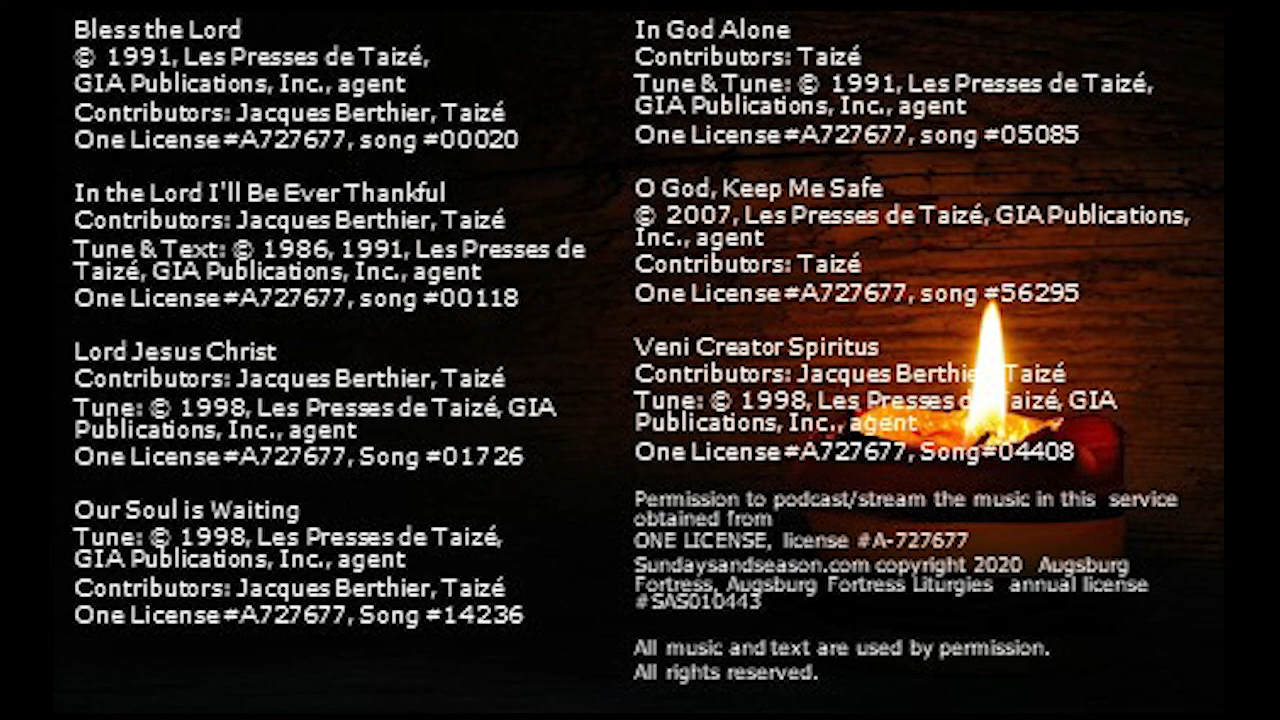 Bless the Lord
© 1991, Les Presses de Taizé,
GIA Publications, Inc., agent
Contributors: Jacques Berthier, Taizé
One License #A727677, song #00020
In the Lord I'll Be Ever Thankful
Contributors: Jacques Berthier, Taizé
Tune & Text: © 1986, 1991, Les Presses de
Taizé, GIA Publications, Inc., agent
One License #A727677, song #00118
Lord Jesus Christ
Contributors: Jacques Berthier, Taizé
Tune: © 1998, Les Presses de Taizé, GIA
Publications, Inc., agent
One License #A727677, Song #01726
Our Soul is Waiting
Tune: © 1998, Les Presses de Taizé,
GIA Publications, Inc., agent
Contributors: Jacques Berthier, Taizé
One License #A727677, Song #14236
In God Alone
Contributors: Taizé
Tune & Tune: © 1991, Les Presses de Taizé,
GIA Publications, Inc., agent
One License #A727677, song #05085
O God, Keep Me Safe
© 2007, Les Presses de Taizé, GIA Publications,
Inc., agent
Contributors: Taizé
One License #A727677, song #56295
Veni Creator Spiritus
Contributors: Jacques Berthier, Taizé
Tune: © 1998, Les Presses de Taizé, GIA
Publications, Inc., agent
One License #A727677, Song#04408
Permission to podcast/stream the music in this service
obtained from
ONE LICENSE, license #A-727677
Sundaysandseason.com copyright 2020 Augsburg
Fortress, Augsburg Fortress Liturgies annual license
#SAS010443
All music and text are used by permission.
All rights reserved.